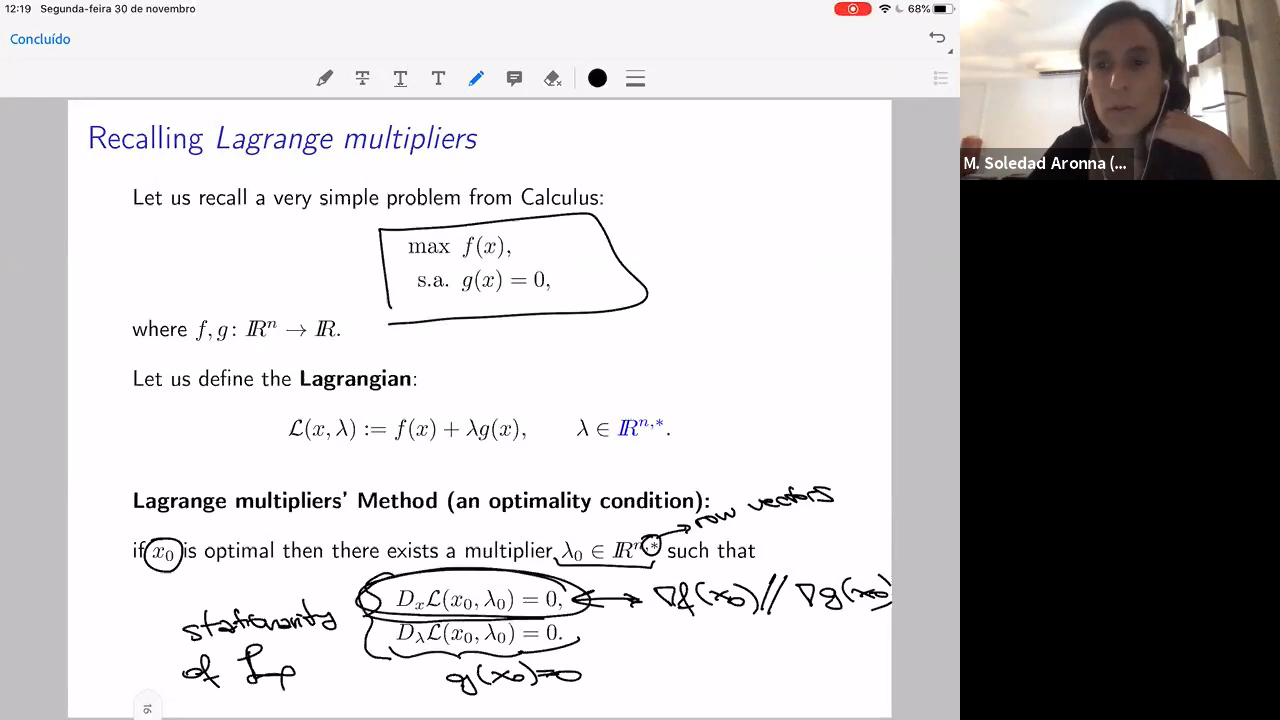 12:19 Segunda-feira 30 de novembro
68%
Concluído
Recalling Lagrange multipliers
Let us recall a very simple problem from Calculus:
max f(x),
s.a. g(x) = 0,
where f, g: ℝⁿ → ℝ.
Let us define the Lagrangian:
ℒ(x, λ) := f(x) + λg(x), λ ∈ ℝⁿ,*.
Lagrange multipliers' Method (an optimality condition):
row vectors
if x₀ is optimal then there exists a multiplier λ₀ ∈ ℝⁿ,* such that
Dₓℒ(x₀, λ₀) = 0, ∇f(x₀) // ∇g(x₀)
D_λℒ(x₀, λ₀) = 0.
stationarity
of
g(x₀)=0
16
M. Soledad Aronna (...